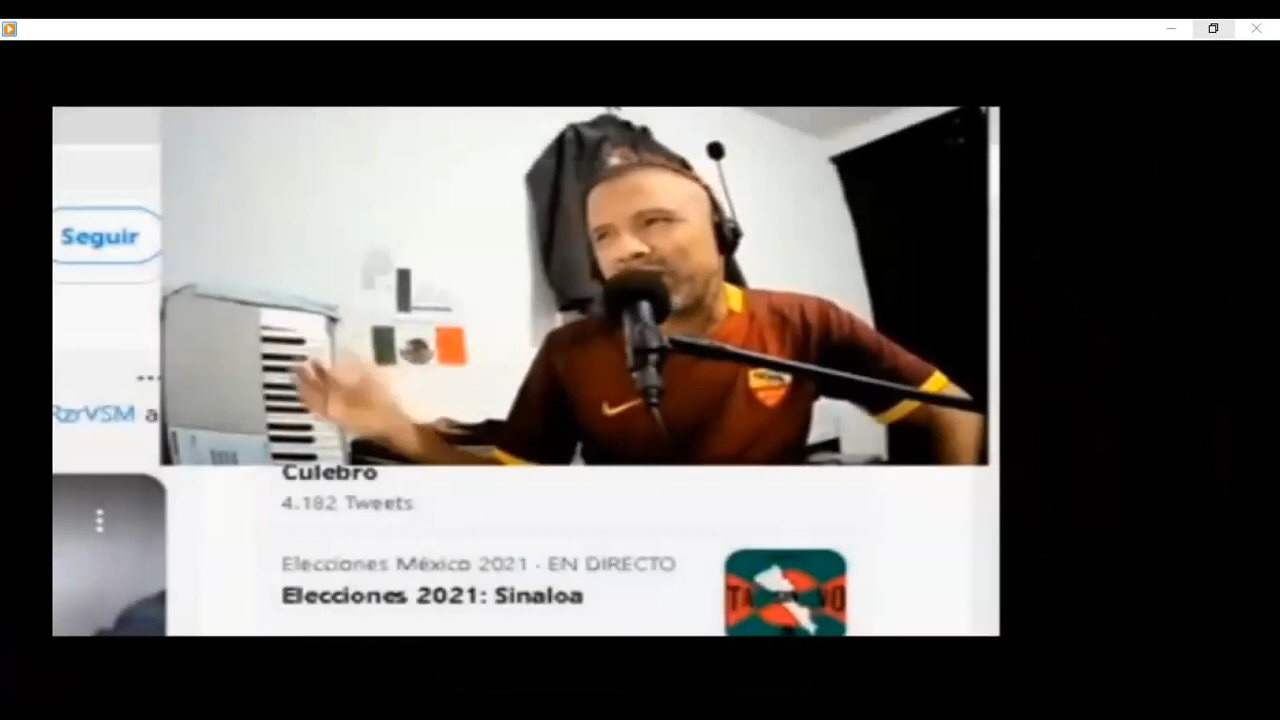 Seguir
RzrVSM a
Culebro
4.182 Tweets
Elecciones México 2021 · EN DIRECTO
Elecciones 2021: Sinaloa